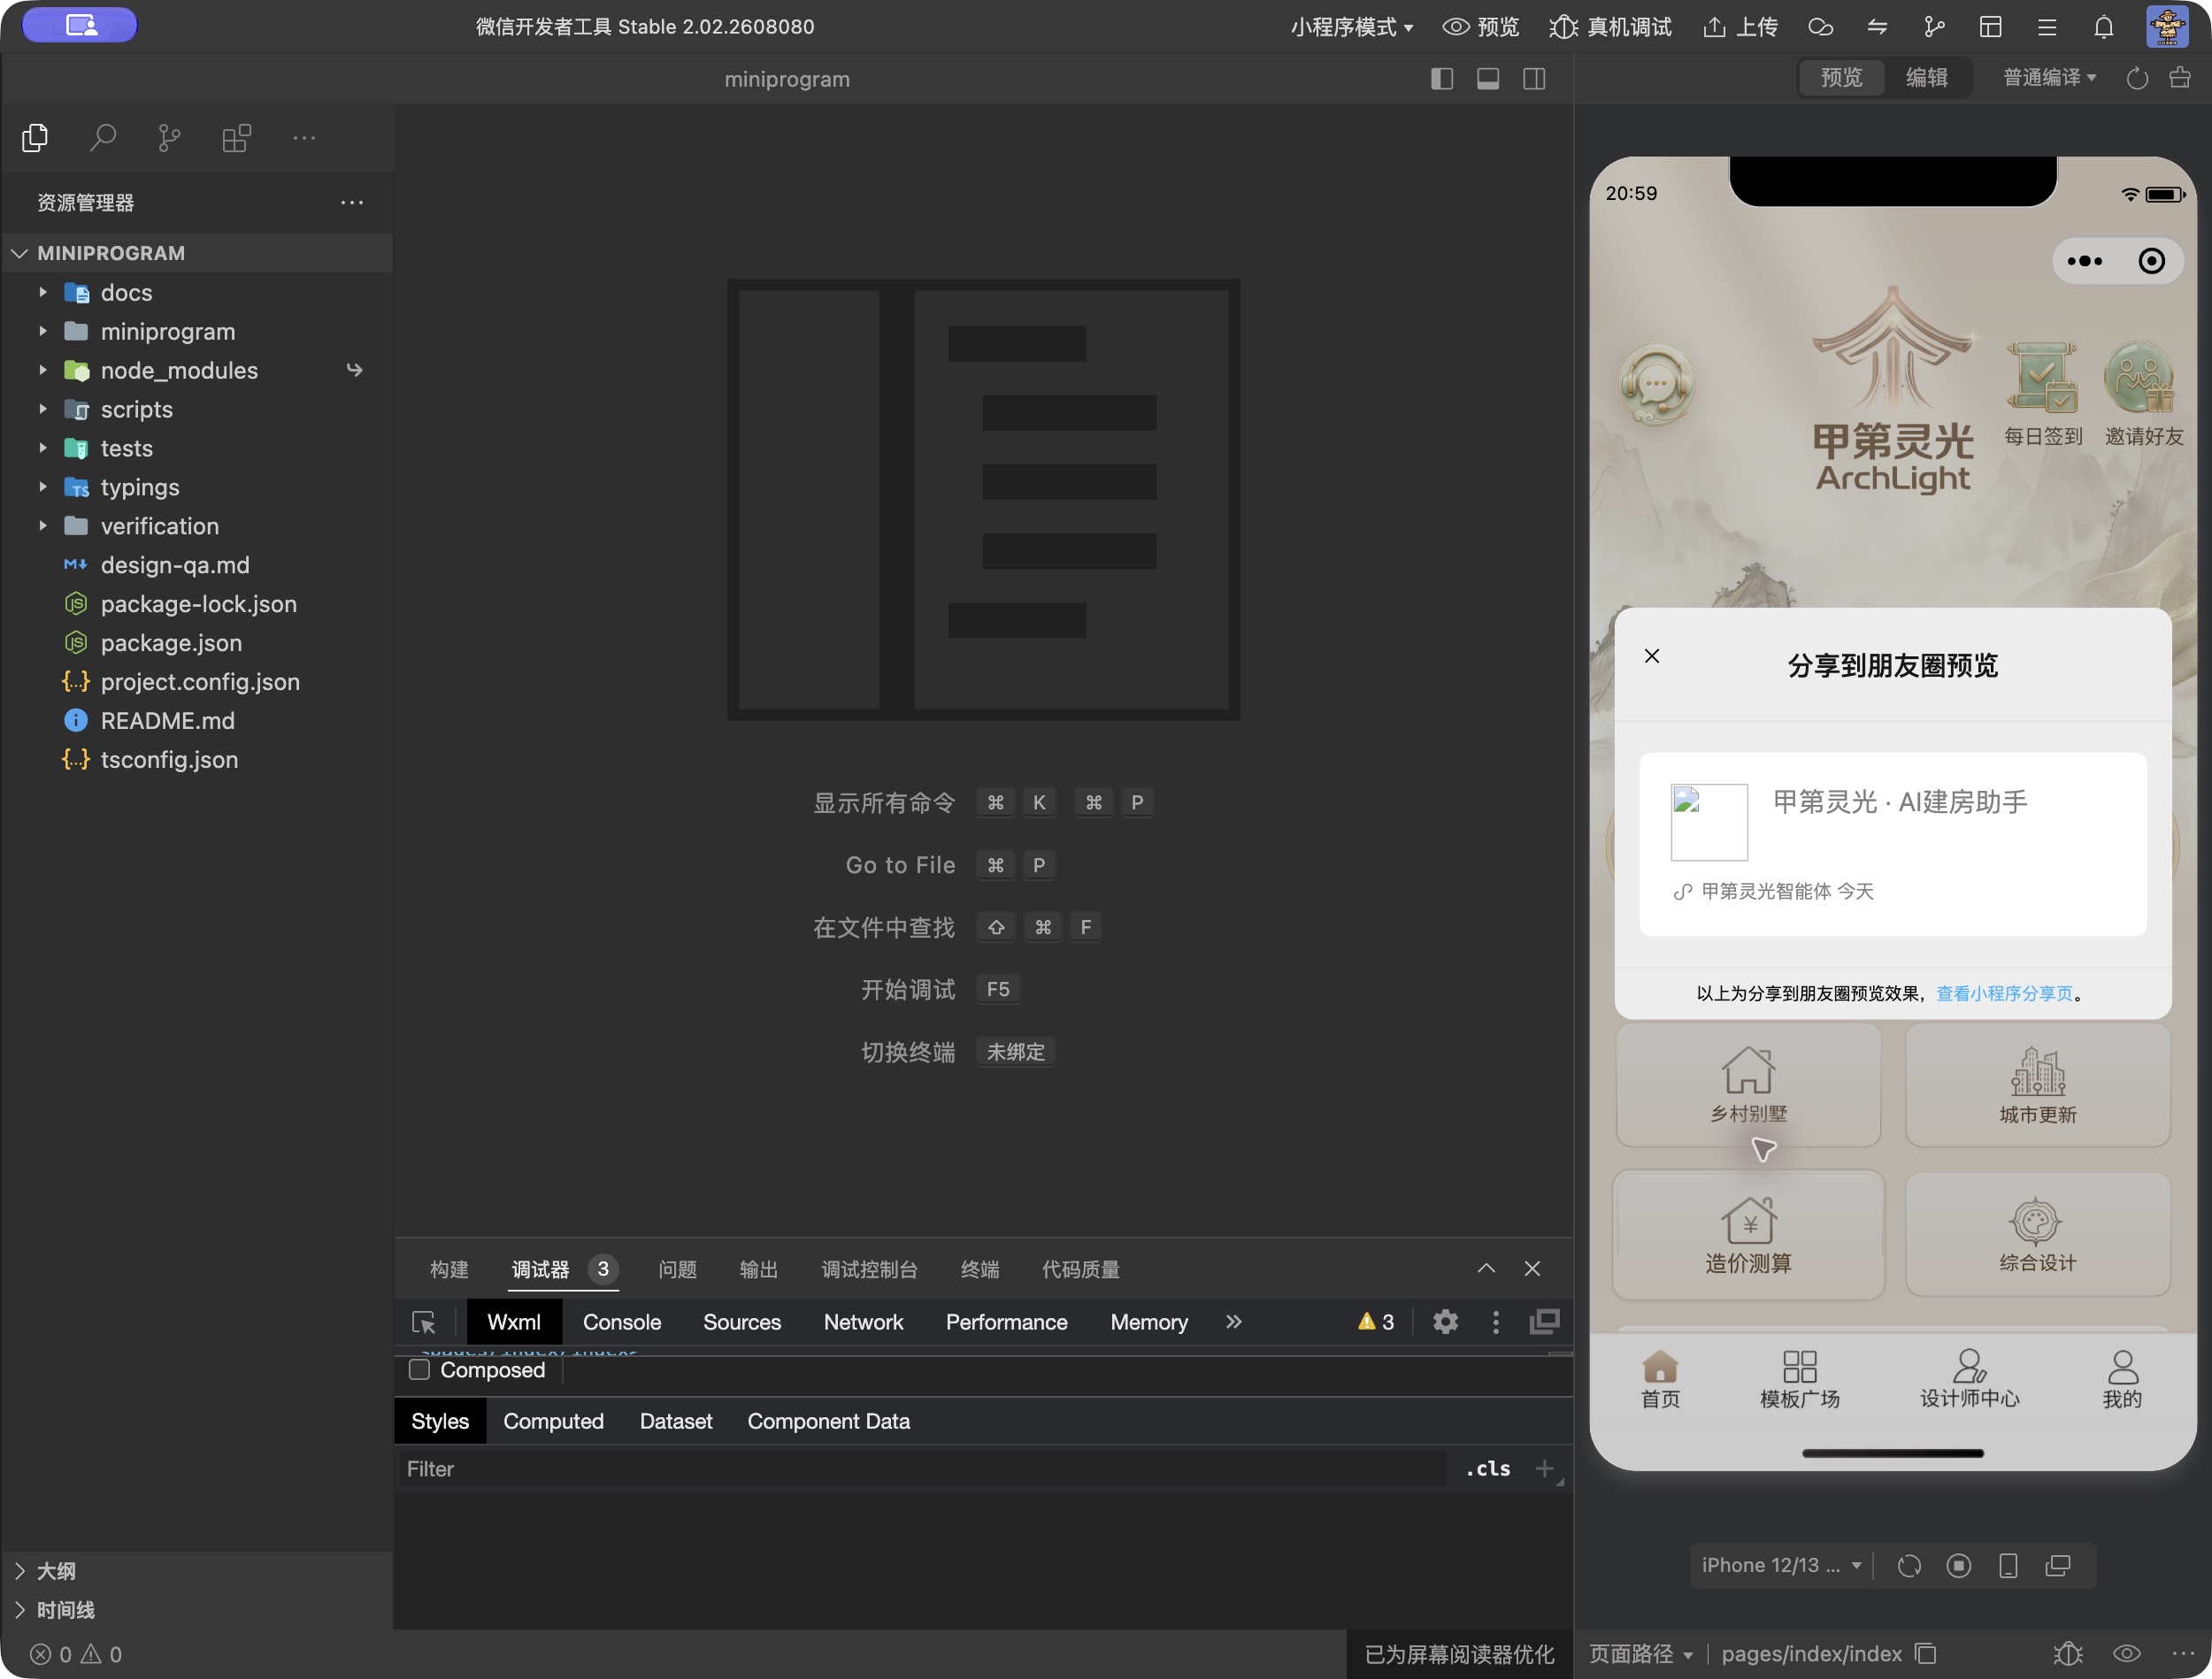 微信开发者工具 Stable 2.02.2608080
小程序模式
预览
真机调试
上传
miniprogram
预览
编辑
普通编译
资源管理器
MINIPROGRAM
docs
miniprogram
node_modules
scripts
tests
typings
verification
design-qa.md
package-lock.json
package.json
project.config.json
README.md
tsconfig.json
大纲
时间线
0
0
显示所有命令 ⌘ K ⌘ P
Go to File ⌘ P
在文件中查找 ⇧ ⌘ F
开始调试 F5
切换终端 未绑定
构建
调试器 3
问题
输出
调试控制台
终端
代码质量
Wxml
Console
Sources
Network
Performance
Memory
3
<pages/index/index>
Composed
Styles
Computed
Dataset
Component Data
Filter
.cls
已为屏幕阅读器优化
20:59
甲第灵光
ArchLight
每日签到
邀请好友
分享到朋友圈预览
甲第灵光 · AI建房助手
甲第灵光智能体 今天
以上为分享到朋友圈预览效果，查看小程序分享页。
乡村别墅
城市更新
造价测算
综合设计
首页
模板广场
设计师中心
我的
iPhone 12/13 ...
页面路径
pages/index/index